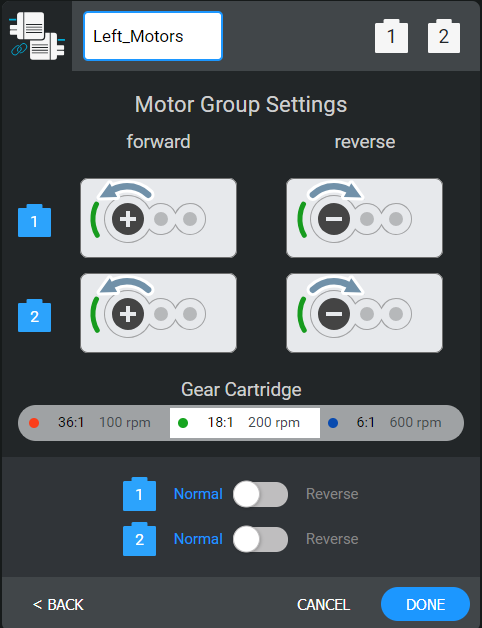 Left_Motors
1 2
Motor Group Settings
forward reverse
1
2
Gear Cartridge
36:1 100 rpm 18:1 200 rpm 6:1 600 rpm
1 Normal Reverse
2 Normal Reverse
< BACK CANCEL DONE